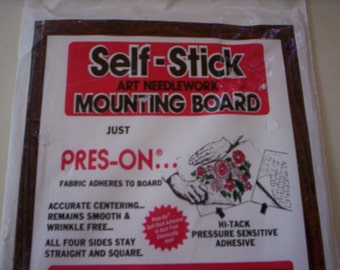 Self-Stick
ART NEEDLEWORK
MOUNTING BOARD
JUST
PRES-ON®...
FABRIC ADHERES TO BOARD
ACCURATE CENTERING...
REMAINS SMOOTH &
WRINKLE FREE...
ALL FOUR SIDES STAY
STRAIGHT AND SQUARE.
HI-TACK
PRESSURE SENSITIVE
ADHESIVE